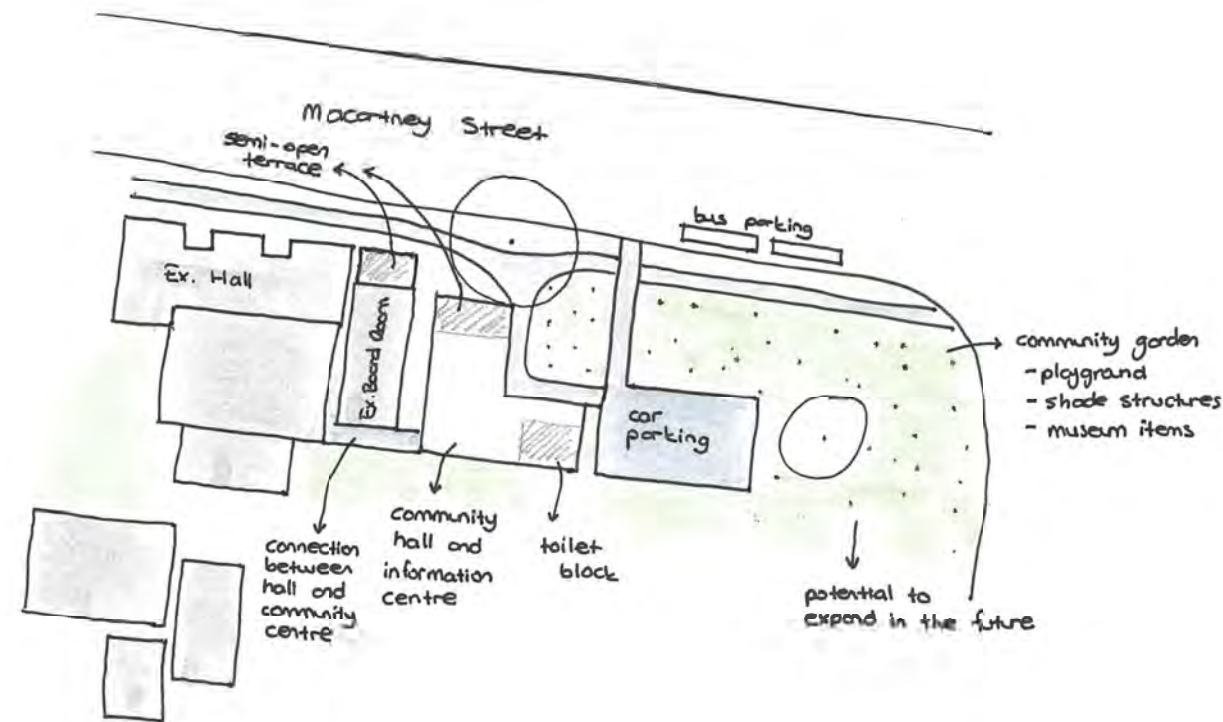 Macartney Street
semi-open
terrace
bus parking
Ex. Hall
Ex. Board Room
car
parking
community garden
- playground
- shade structures
- museum items
connection
between
hall and
community
centre
community
hall and
information
centre
toilet
block
potential to
expand in the future